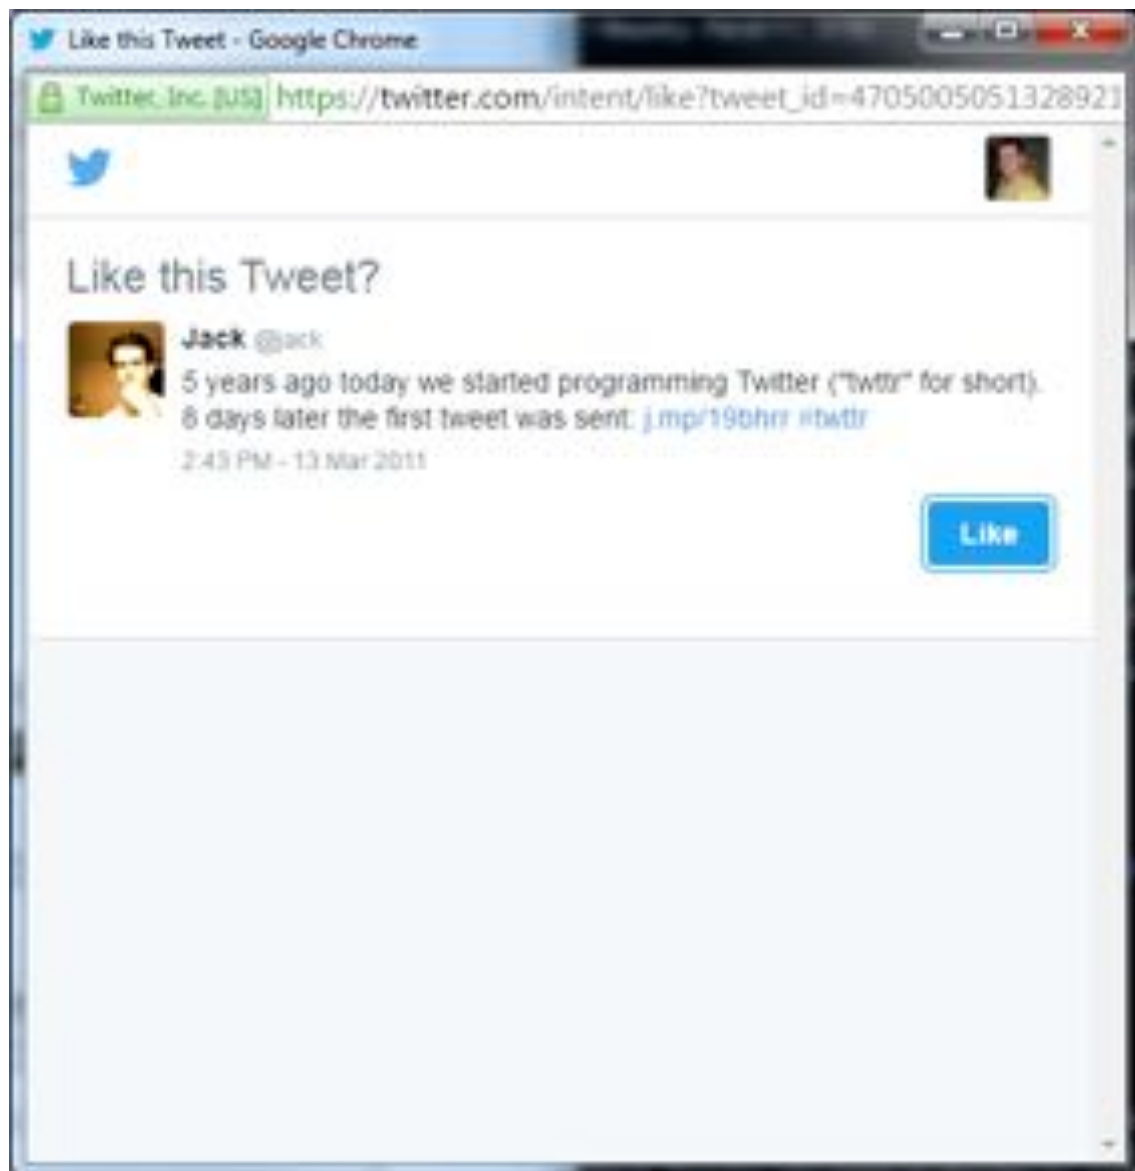 Like this Tweet - Google Chrome
Twitter, Inc. [US] https://twitter.com/intent/like?tweet_id=4705005051328921
Like this Tweet?
Jack @jack
5 years ago today we started programming Twitter ("twttr" for short).
8 days later the first tweet was sent: j.mp/19bhrr #twttr
2:43 PM - 13 Mar 2011
Like